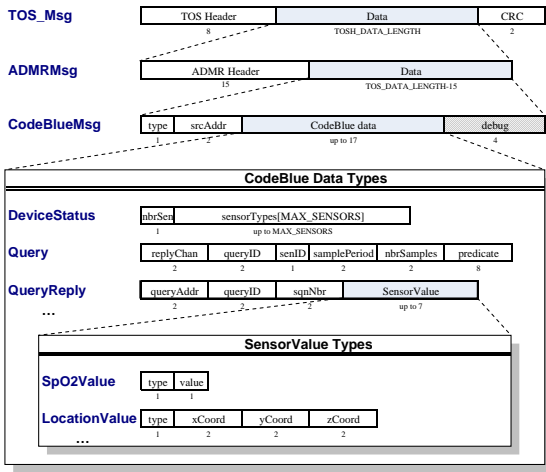 TOS_Msg TOS Header Data CRC
8 TOSH_DATA_LENGTH 2
ADMRMsg ADMR Header Data
15 TOS_DATA_LENGTH-15
CodeBlueMsg type srcAddr CodeBlue data debug
1 2 up to 17 4
CodeBlue Data Types
DeviceStatus nbrSen sensorTypes[MAX_SENSORS]
1 up to MAX_SENSORS
Query replyChan queryID senID samplePeriod nbrSamples predicate
2 2 1 2 2 8
QueryReply queryAddr queryID sqnNbr SensorValue
2 2 2 up to 7
...
SensorValue Types
SpO2Value type value
1 1
LocationValue type xCoord yCoord zCoord
1 2 2 2
...